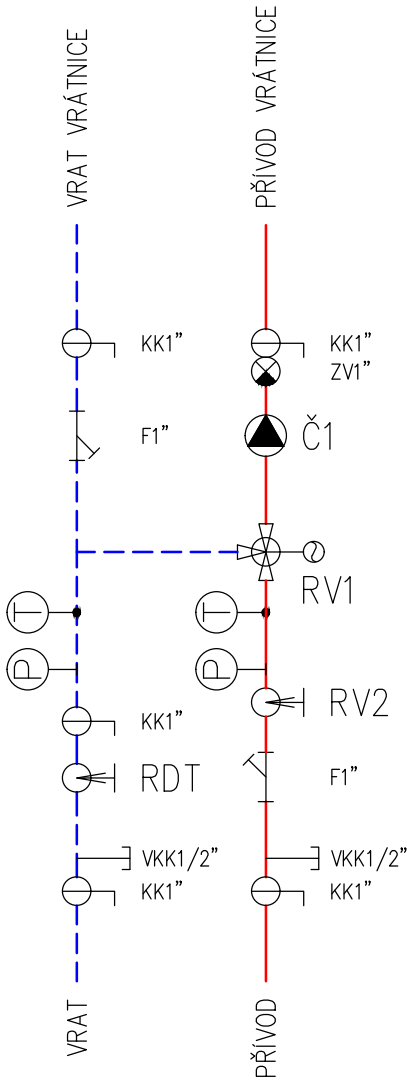 VRAT VRÁTNICE
PŘÍVOD VRÁTNICE
KK1”
KK1”
ZV1”
F1”
Č1
RV1
T
T
P
P
KK1”
RV2
RDT
F1”
VKK1/2”
VKK1/2”
KK1”
KK1”
VRAT
PŘÍVOD